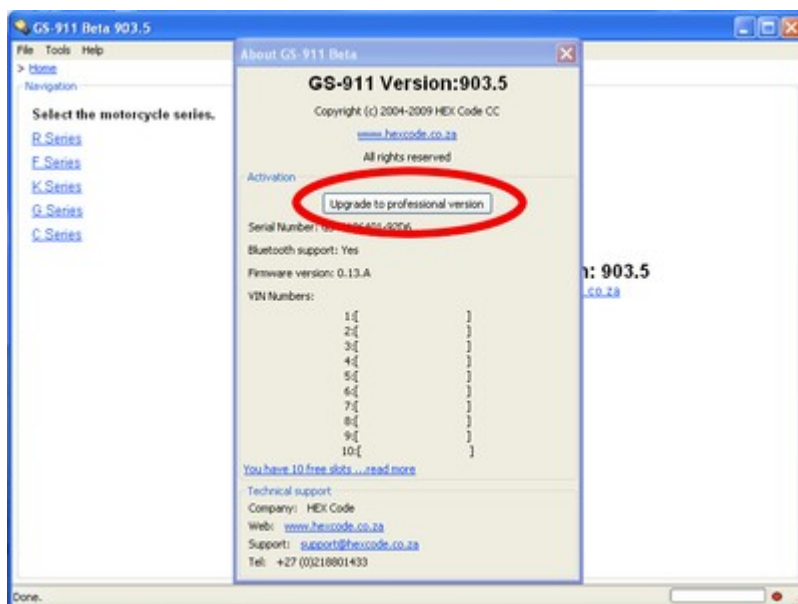 GS-911 Beta 903.5
File Tools Help
> Home
Navigation
Select the motorcycle series.
R Series
F Series
K Series
G Series
C Series
About GS-911 Beta
GS-911 Version:903.5
Copyright (c) 2004-2009 HEX Code CC
www.hexcode.co.za
All rights reserved
Activation
Upgrade to professional version
Serial Number:
Bluetooth support: Yes
Firmware version: 0.13.A
VIN Numbers:
1:[ ]
2:[ ]
3:[ ]
4:[ ]
5:[ ]
6:[ ]
7:[ ]
8:[ ]
9:[ ]
10:[ ]
You have 10 free slots ...read more
Technical support
Company: HEX Code
Web: www.hexcode.co.za
Support: support@hexcode.co.za
Tel: +27 (0)218801433
n: 903.5
.co.za
Done.